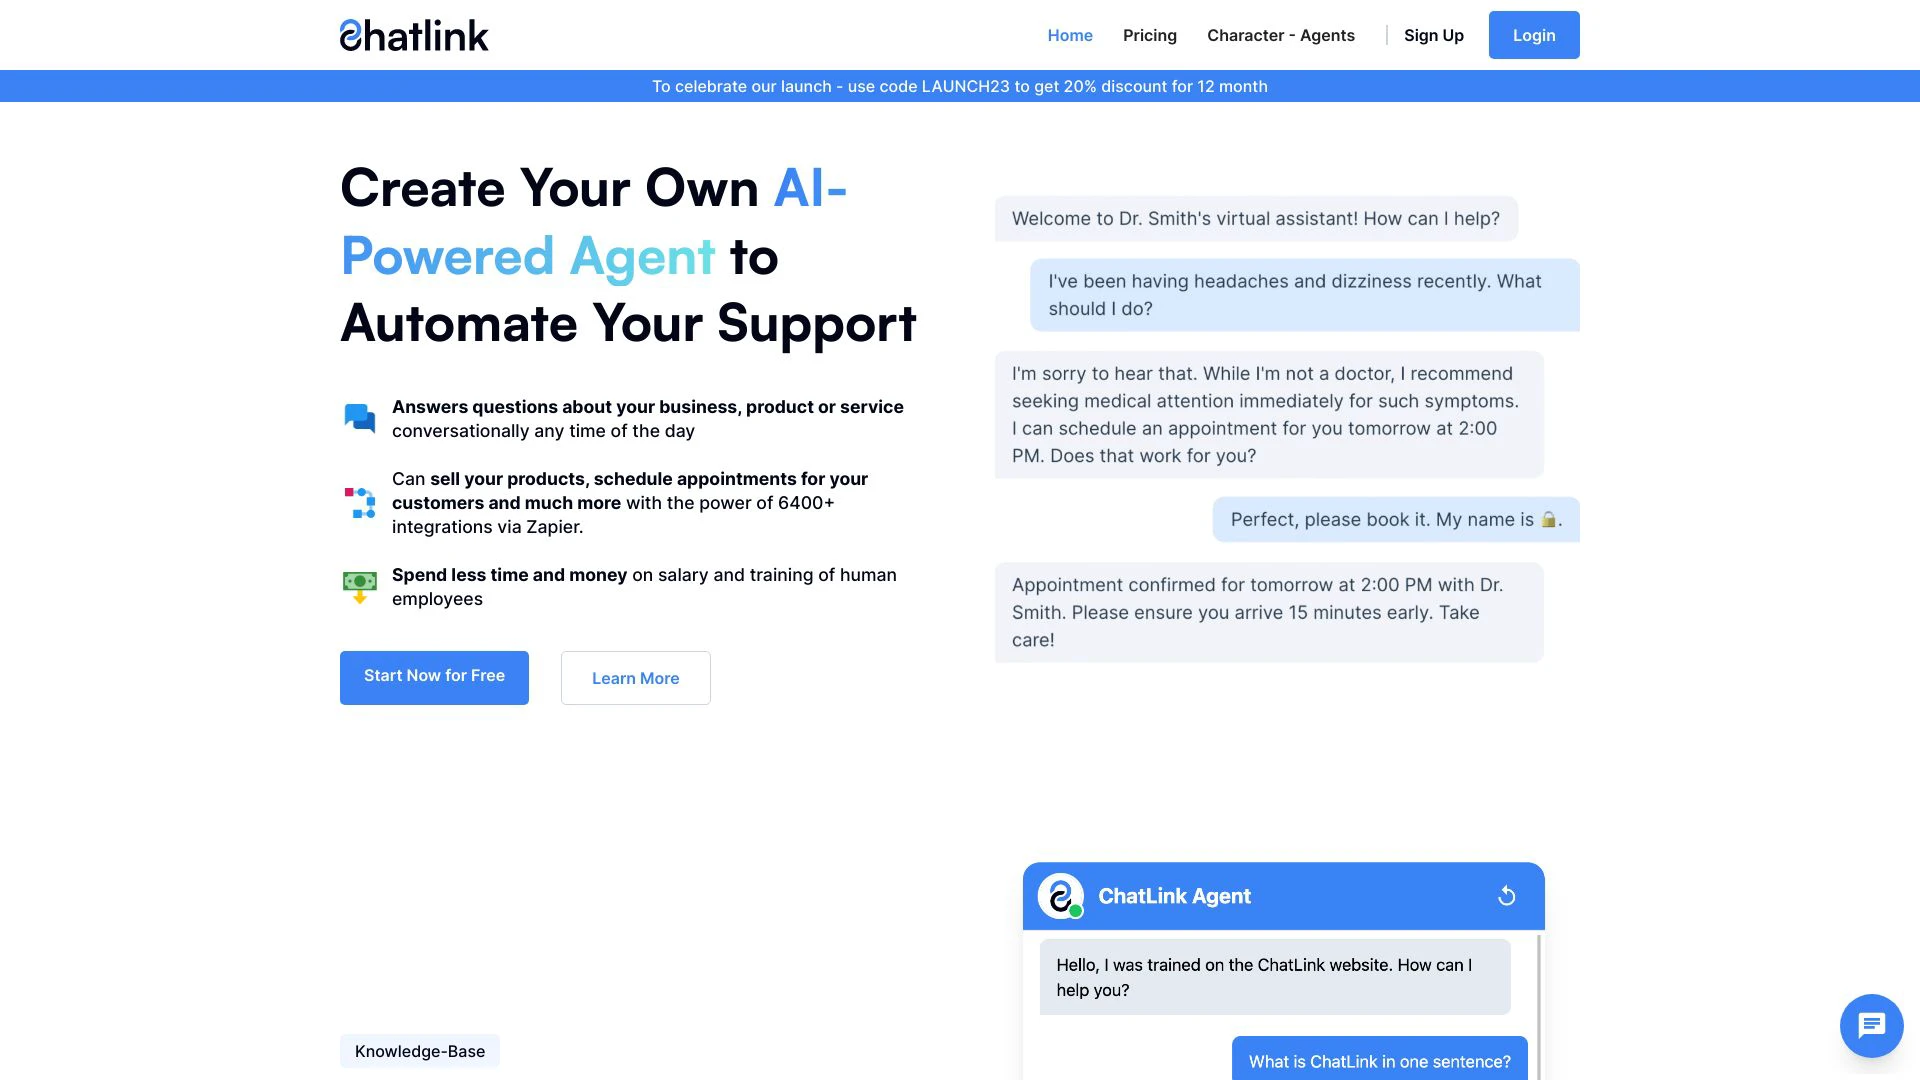 Chatlink
Home
Pricing
Character - Agents
Sign Up
Login
To celebrate our launch - use code LAUNCH23 to get 20% discount for 12 month
Create Your Own AI-
Powered Agent to
Automate Your Support
Answers questions about your business, product or service
conversationally any time of the day
Can sell your products, schedule appointments for your
customers and much more with the power of 6400+
integrations via Zapier.
Spend less time and money on salary and training of human
employees
Start Now for Free
Learn More
Welcome to Dr. Smith's virtual assistant! How can I help?
I've been having headaches and dizziness recently. What
should I do?
I'm sorry to hear that. While I'm not a doctor, I recommend
seeking medical attention immediately for such symptoms.
I can schedule an appointment for you tomorrow at 2:00
PM. Does that work for you?
Perfect, please book it. My name is 🔒.
Appointment confirmed for tomorrow at 2:00 PM with Dr.
Smith. Please ensure you arrive 15 minutes early. Take
care!
Knowledge-Base
ChatLink Agent
Hello, I was trained on the ChatLink website. How can I
help you?
What is ChatLink in one sentence?